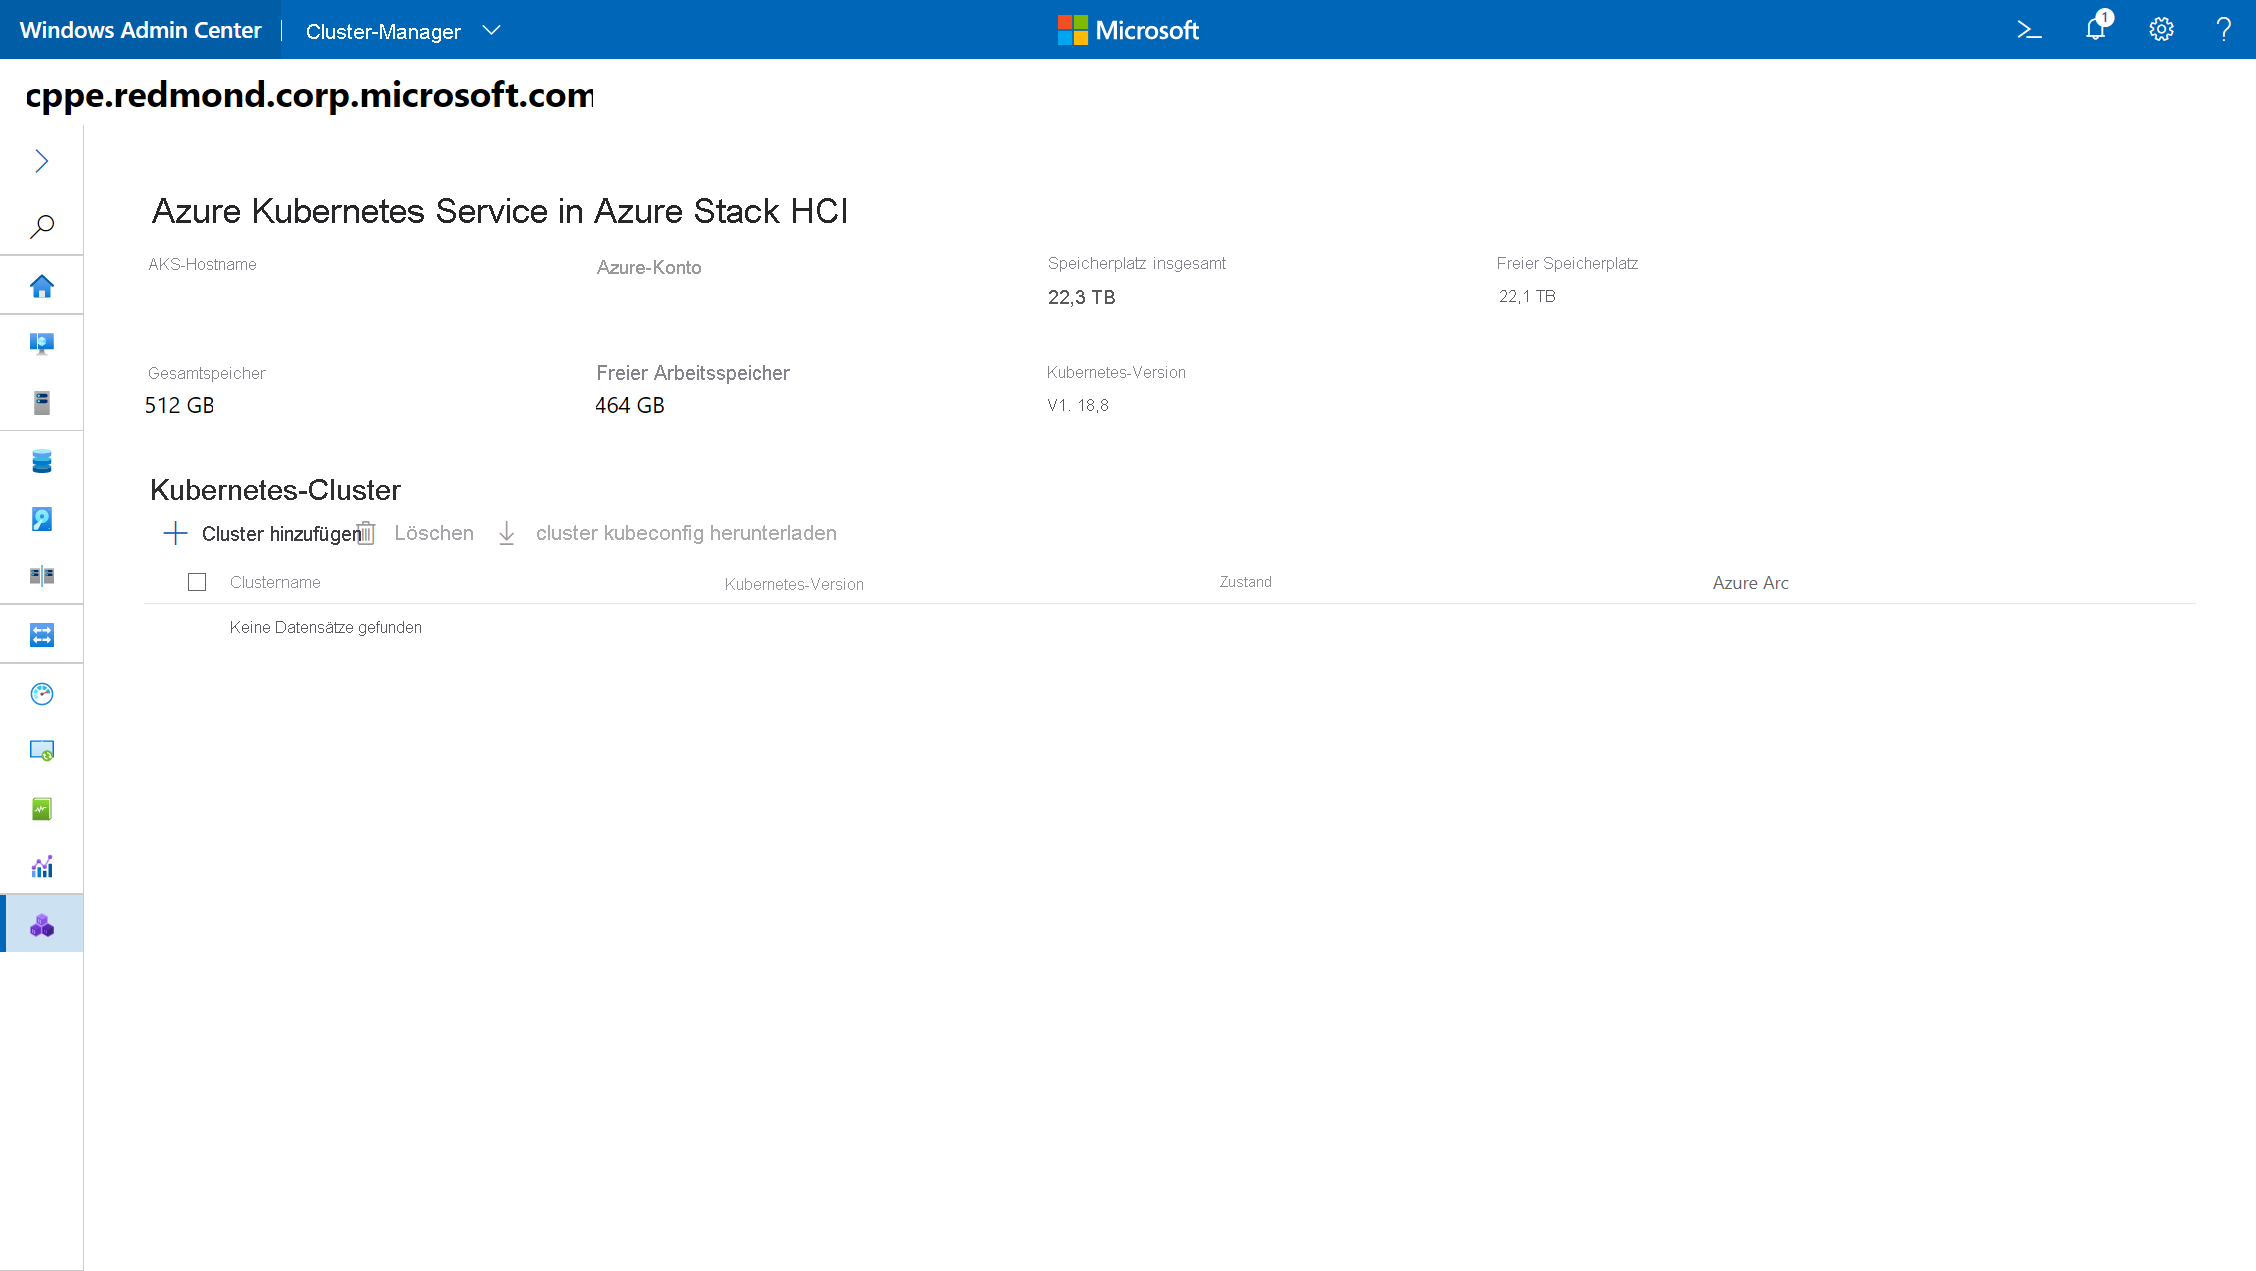 Windows Admin Center
Cluster-Manager
Microsoft
1
cppe.redmond.corp.microsoft.com
Azure Kubernetes Service in Azure Stack HCI
AKS-Hostname
Azure-Konto
Speicherplatz insgesamt
22,3 TB
Freier Speicherplatz
22,1 TB
Gesamtspeicher
512 GB
Freier Arbeitsspeicher
464 GB
Kubernetes-Version
V1. 18,8
Kubernetes-Cluster
Cluster hinzufügen
Löschen
cluster kubeconfig herunterladen
Clustername
Kubernetes-Version
Zustand
Azure Arc
Keine Datensätze gefunden